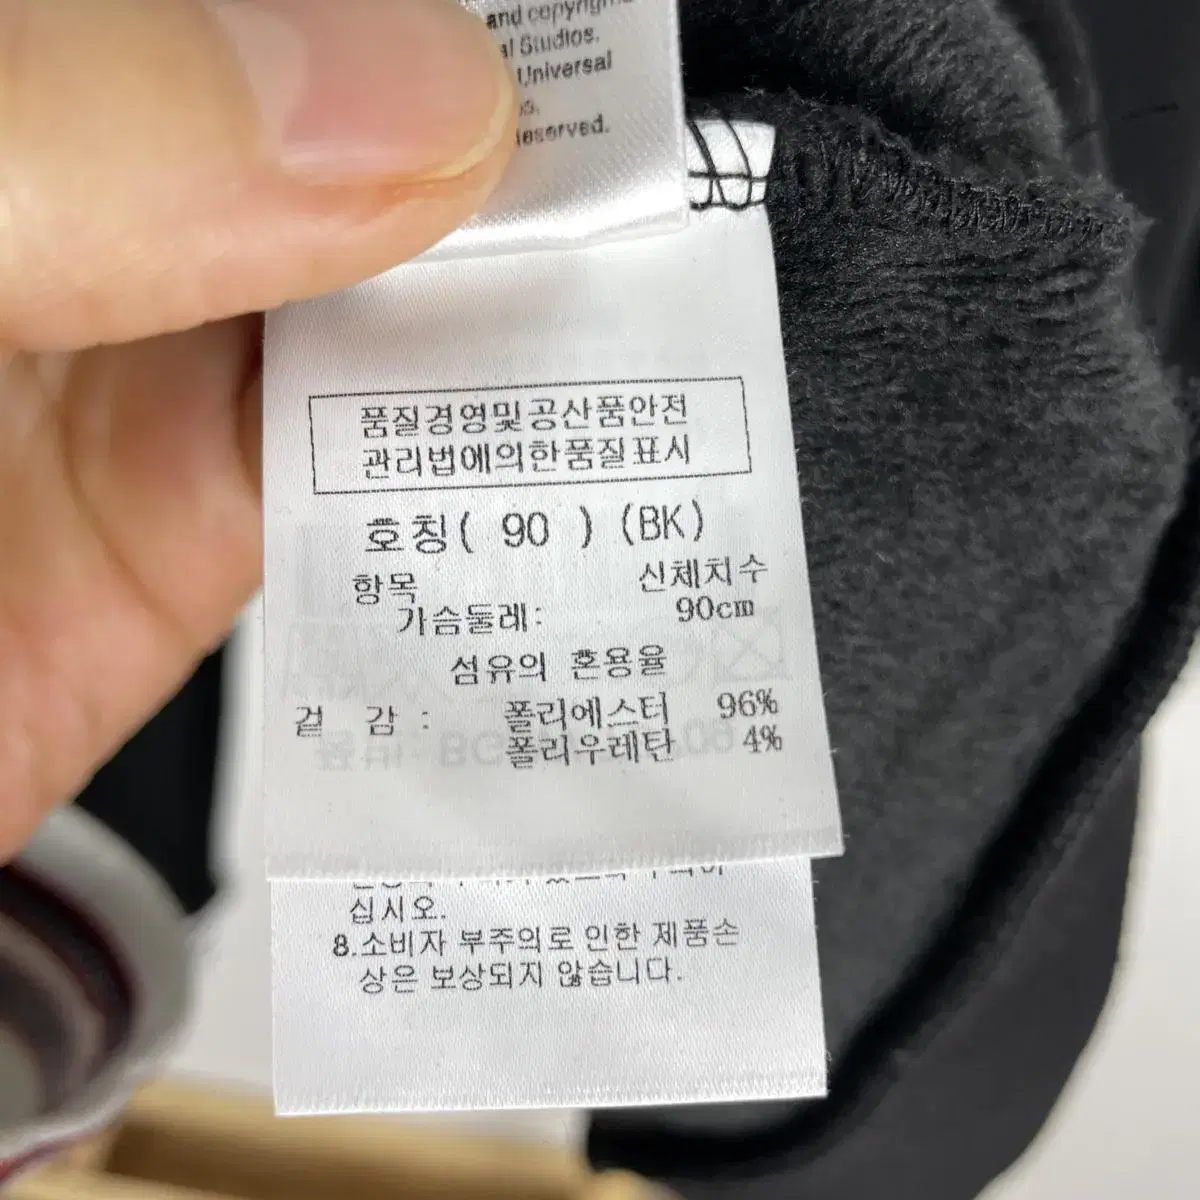 and copyrights
Studios.
Universal
품질경영및공산품안전
관리법에의한품질표시
호칭( 90 ) (BK)
항목 신체치수
가슴둘레: 90cm
섬유의 혼용율
겉 감 : 폴리에스터 96%
폴리우레탄 4%
십시오.
8.소비자 부주의로 인한 제품손
상은 보상되지 않습니다.